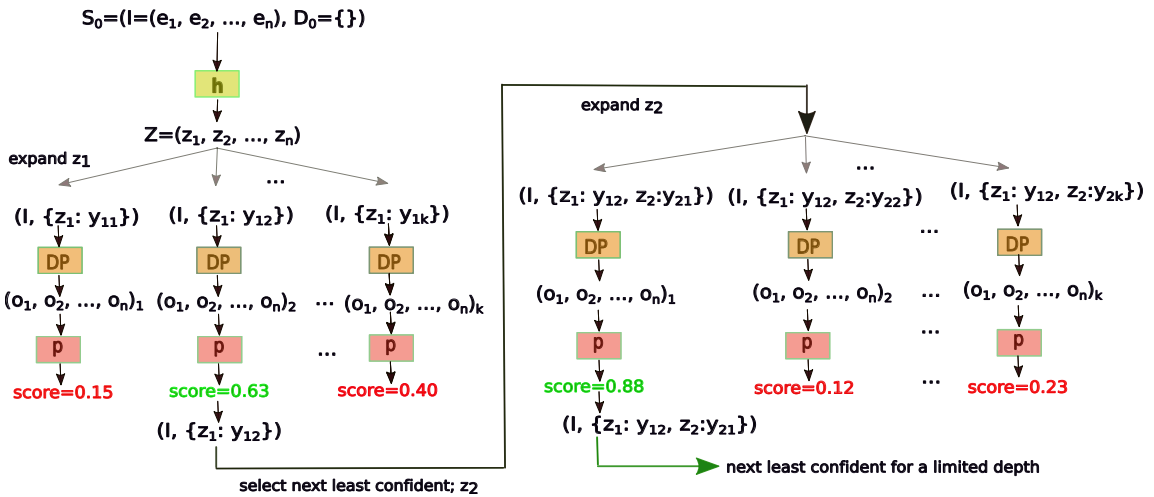 S₀=(I=(e₁, e₂, ..., eₙ), D₀={})
h
Z=(z₁, z₂, ..., zₙ)
expand z₁
...
(I, {z₁: y₁₁})
(I, {z₁: y₁₂})
(I, {z₁: y₁ₖ})
DP
DP
DP
(o₁, o₂, ..., oₙ)₁
(o₁, o₂, ..., oₙ)₂
...
(o₁, o₂, ..., oₙ)ₖ
p
p
...
p
score=0.15
score=0.63
score=0.40
(I, {z₁: y₁₂})
select next least confident; z₂
expand z₂
...
(I, {z₁: y₁₂, z₂:y₂₁})
(I, {z₁: y₁₂, z₂:y₂₂})
(I, {z₁: y₁₂, z₂:y₂ₖ})
...
DP
DP
DP
(o₁, o₂, ..., oₙ)₁
(o₁, o₂, ..., oₙ)₂
...
(o₁, o₂, ..., oₙ)ₖ
p
p
...
p
score=0.88
score=0.12
...
score=0.23
(I, {z₁: y₁₂, z₂:y₂₁})
next least confident for a limited depth